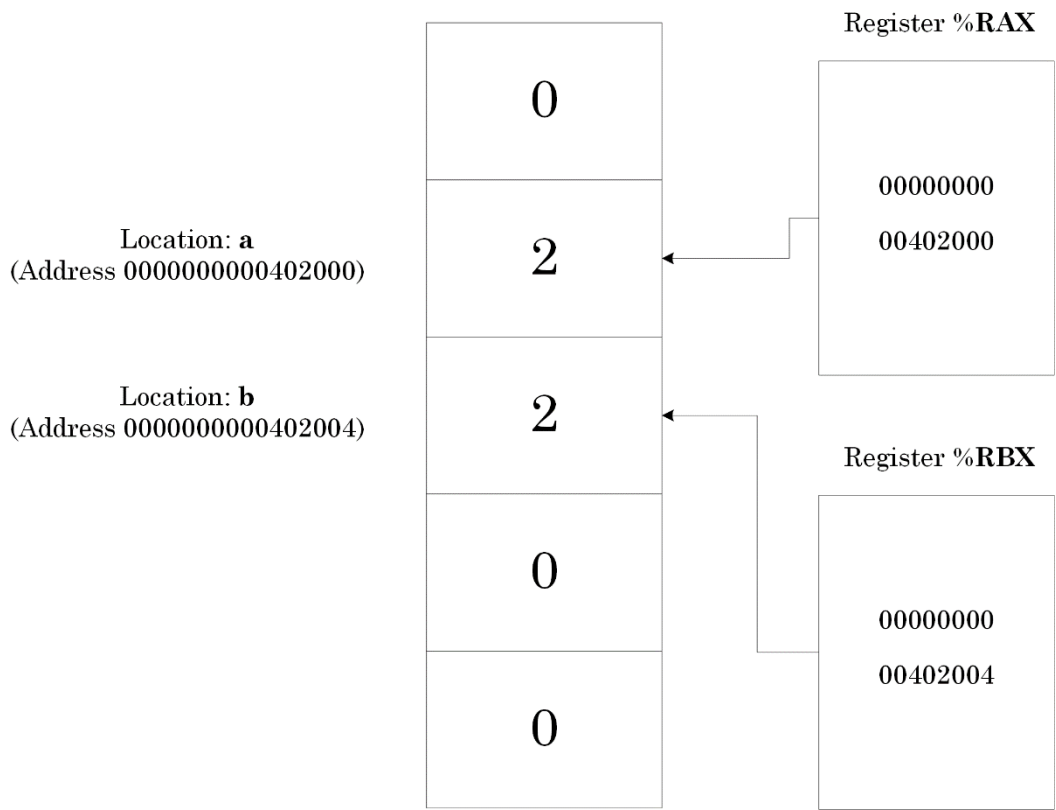 Register %RAX
0
00000000
Location: a
2
00402000
(Address 0000000000402000)
Location: b
2
(Address 0000000000402004)
Register %RBX
0
00000000
00402004
0